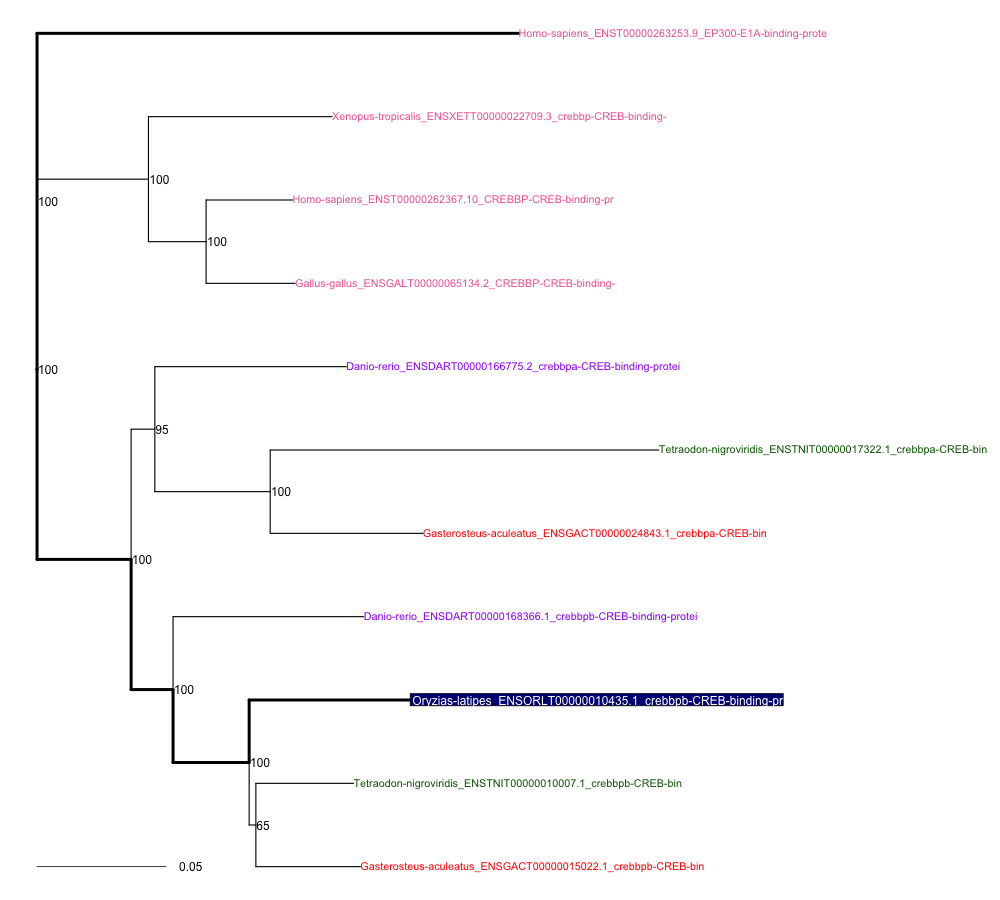 Homo-sapiens_ENST00000263253.9_EP300-E1A-binding-prote
Xenopus-tropicalis_ENSXETT00000022709.3_crebbp-CREB-binding-
100
Homo-sapiens_ENST00000262367.10_CREBBP-CREB-binding-pr
100
100
Gallus-gallus_ENSGALT00000065134.2_CREBBP-CREB-binding-
Danio-rerio_ENSDART00000166775.2_crebbpa-CREB-binding-protei
100
95
Tetraodon-nigroviridis_ENSTNIT00000017322.1_crebbpa-CREB-bin
100
Gasterosteus-aculeatus_ENSGACT00000024843.1_crebbpa-CREB-bin
100
Danio-rerio_ENSDART00000168366.1_crebbpb-CREB-binding-protei
100
Oryzias-latipes_ENSORLT00000010435.1_crebbpb-CREB-binding-pr
100
Tetraodon-nigroviridis_ENSTNIT00000010007.1_crebbpb-CREB-bin
65
Gasterosteus-aculeatus_ENSGACT00000015022.1_crebbpb-CREB-bin
0.05